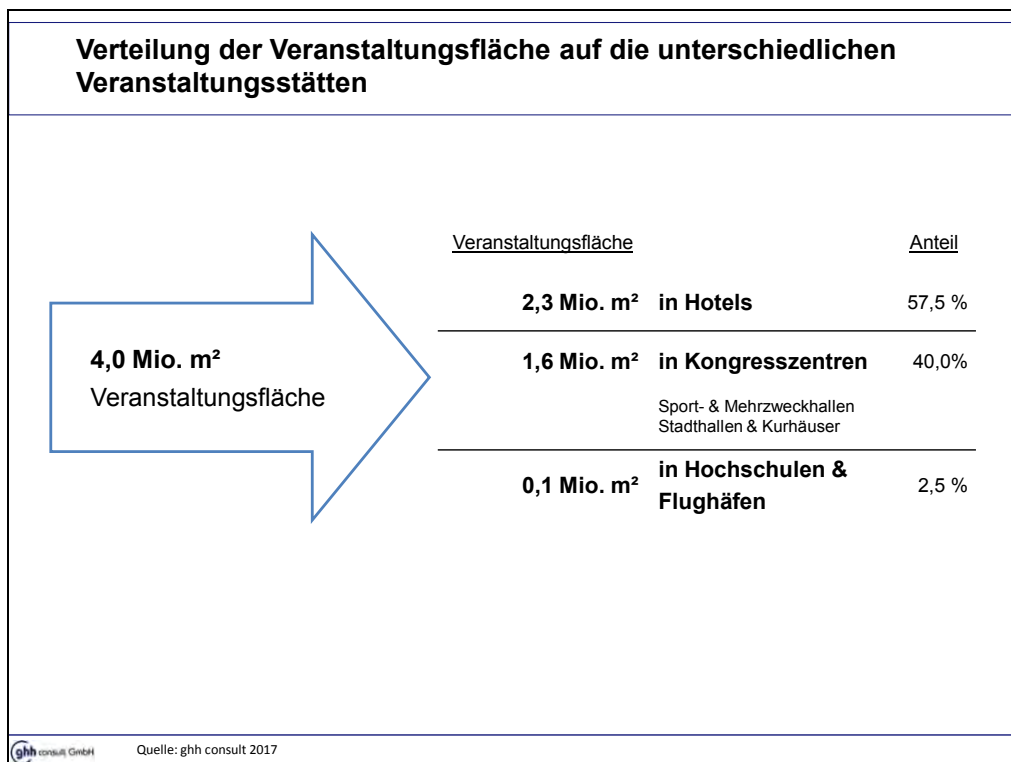 Verteilung der Veranstaltungsfläche auf die unterschiedlichen
Veranstaltungsstätten
4,0 Mio. m²
Veranstaltungsfläche
Veranstaltungsfläche Anteil
2,3 Mio. m² in Hotels 57,5 %
1,6 Mio. m² in Kongresszentren 40,0%
Sport- & Mehrzweckhallen
Stadthallen & Kurhäuser
0,1 Mio. m² in Hochschulen &
Flughäfen 2,5 %
ghh consult GmbH Quelle: ghh consult 2017